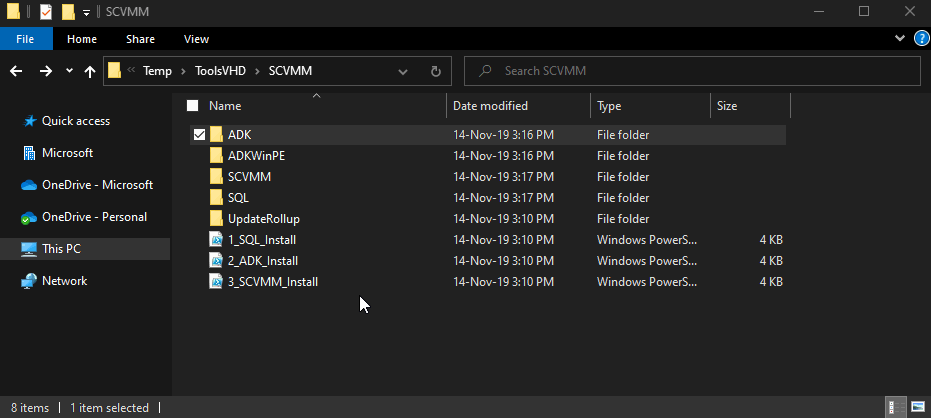 SCVMM
File Home Share View
Temp ToolsVHD SCVMM Search SCVMM
Name Date modified Type Size
Quick access
Microsoft
OneDrive - Microsoft
OneDrive - Personal
This PC
Network
ADK 14-Nov-19 3:16 PM File folder
ADKWinPE 14-Nov-19 3:16 PM File folder
SCVMM 14-Nov-19 3:17 PM File folder
SQL 14-Nov-19 3:17 PM File folder
UpdateRollup 14-Nov-19 3:10 PM File folder
1_SQL_Install 14-Nov-19 3:10 PM Windows PowerS... 4 KB
2_ADK_Install 14-Nov-19 3:10 PM Windows PowerS... 4 KB
3_SCVMM_Install 14-Nov-19 3:10 PM Windows PowerS... 4 KB
8 items 1 item selected